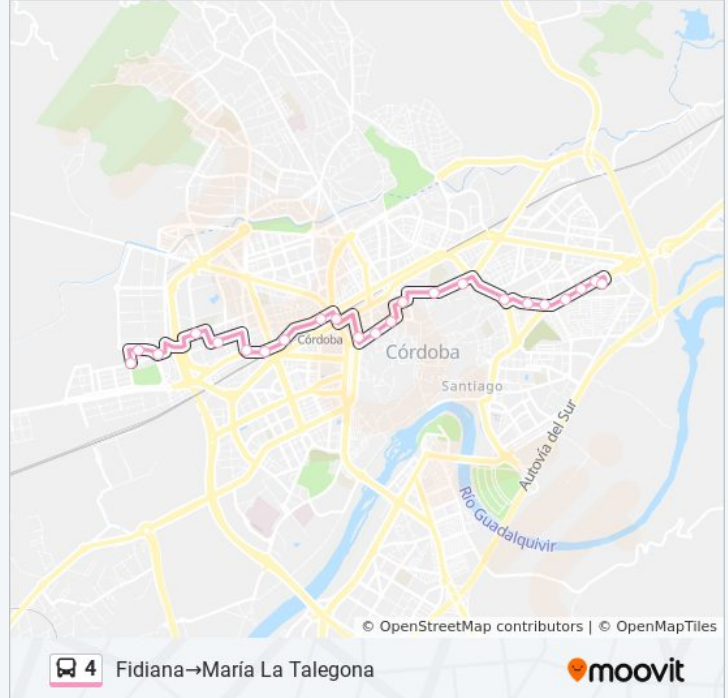 Córdoba
Córdoba
Santiago
Autovía del Sur
Río Guadalquivir
© OpenStreetMap contributors | © OpenMapTiles
4 Fidiana→María La Talegona
moovit